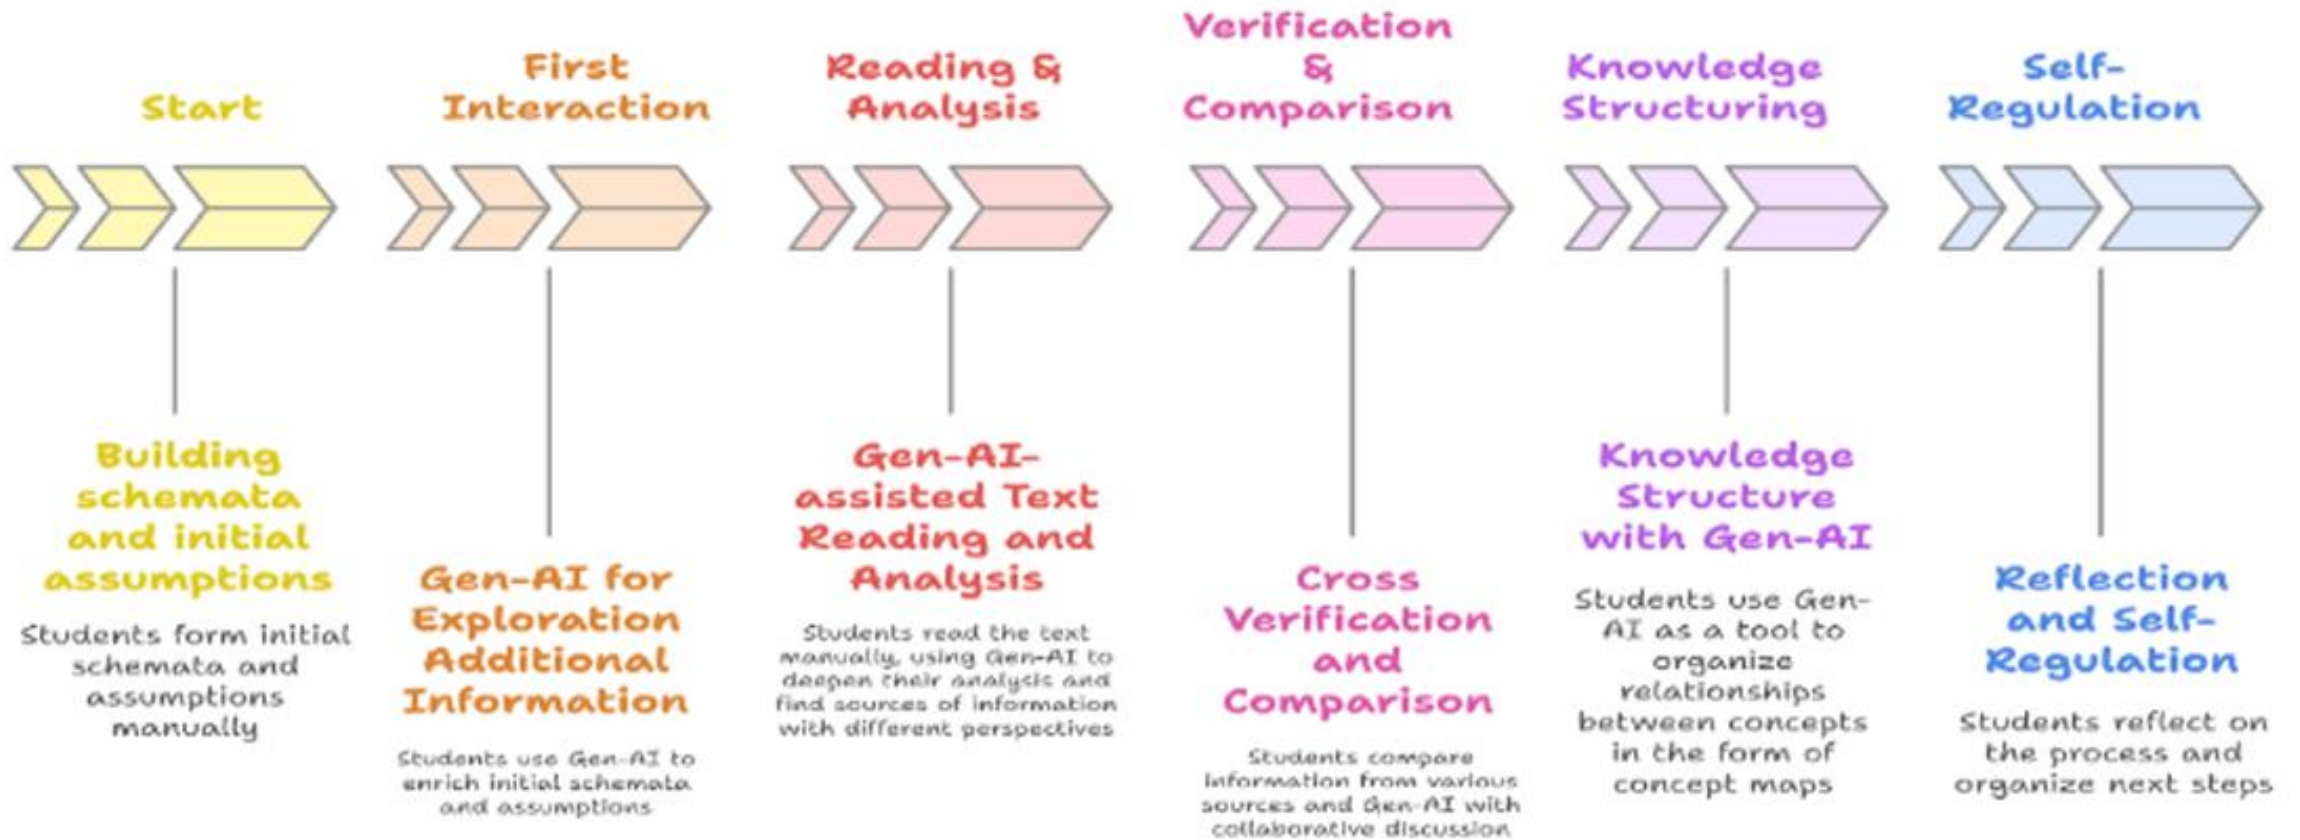 Start
First
Interaction
Reading &
Analysis
Verification
&
Comparison
Knowledge
Structuring
Self-
Regulation
Building
schemata
and initial
assumptions
Students form initial
schemata and
assumptions
manually
Gen-AI for
Exploration
Additional
Information
Students use Gen-AI to
enrich initial schemata
and assumptions
Gen-AI-
assisted Text
Reading and
Analysis
Students read the text
manually, using Gen-AI to
deepen their analysis and
find sources of information
with different perspectives
Cross
Verification
and
Comparison
Students compare
information from various
sources and Gen-AI with
collaborative discussion
Knowledge
Structure
with Gen-AI
Students use Gen-
AI as a tool to
organize
relationships
between concepts
in the form of
concept maps
Reflection
and Self-
Regulation
Students reflect on
the process and
organize next steps